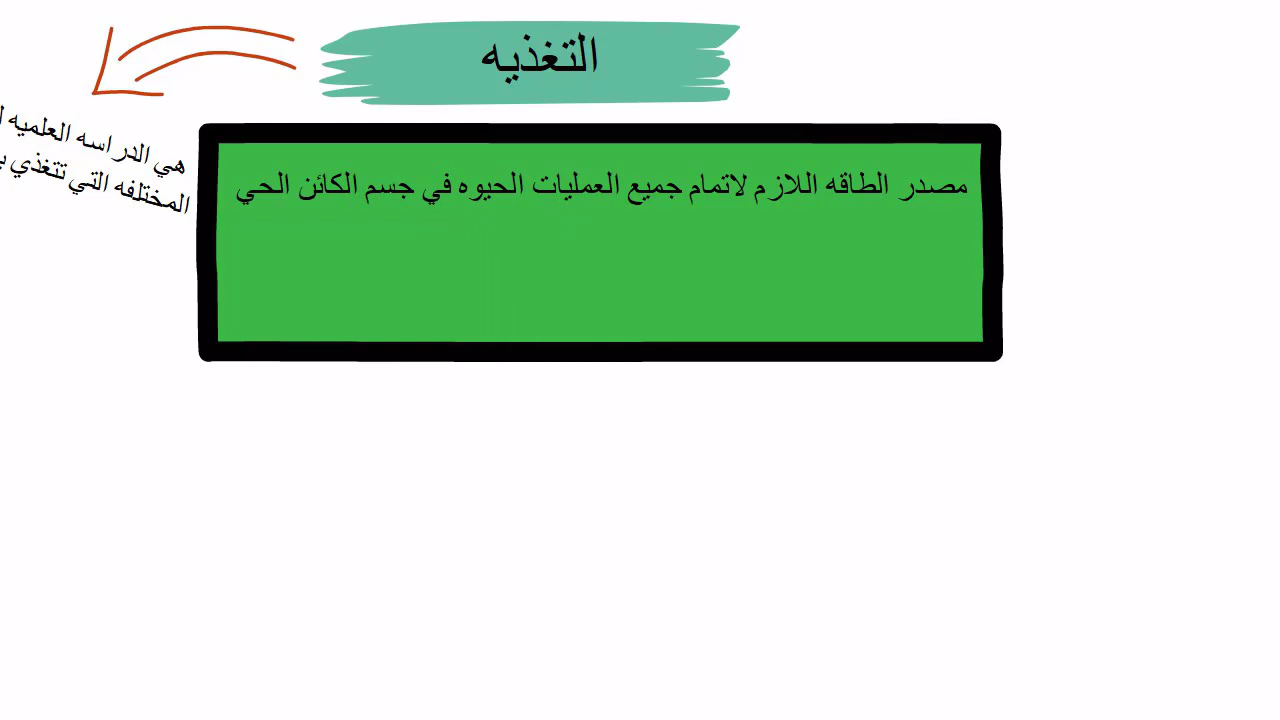 التغذيه
مصدر الطاقه اللازم لاتمام جميع العمليات الحيوه في جسم الكائن الحي
هي الدراسه العلميه
المختلفه التي تتغذي